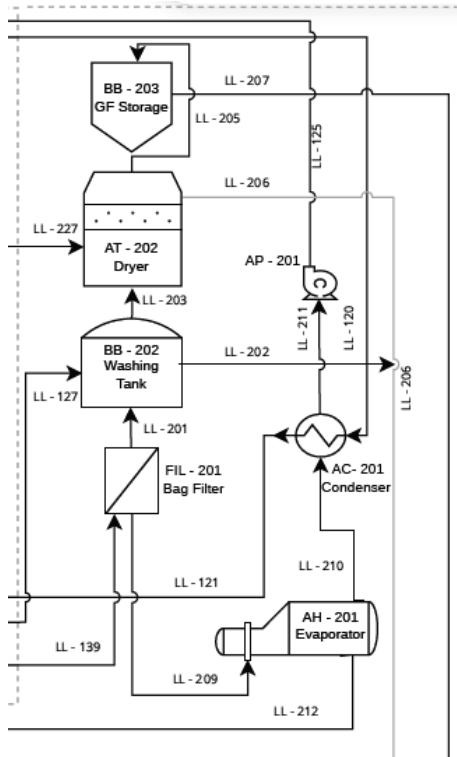 BB - 203
GF Storage
LL - 207
LL - 205
LL - 125
LL - 206
LL - 227
AT - 202
Dryer
AP - 201
C
LL - 203
LL - 211
LL - 120
BB - 202
Washing
Tank
LL - 202
LL - 206
LL - 127
LL - 201
FIL - 201
Bag Filter
AC- 201
Condenser
LL - 210
LL - 121
AH - 201
Evaporator
LL - 139
LL - 209
LL - 212